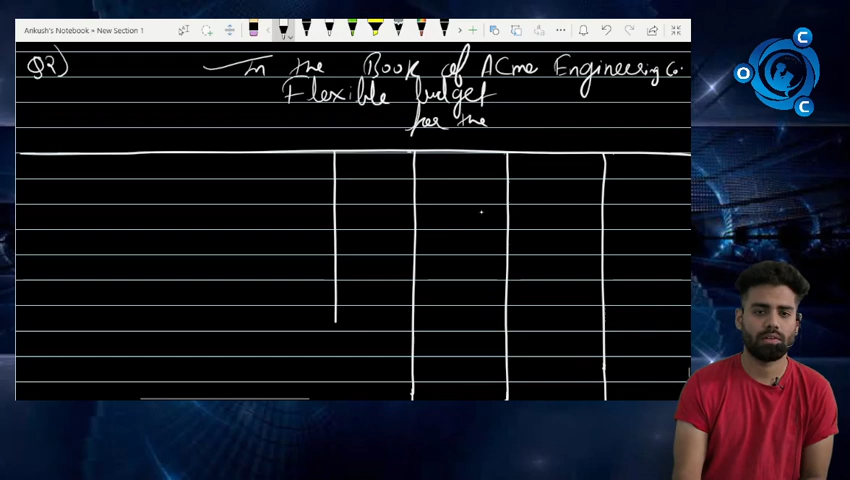 Ankush's Notebook » New Section 1
Q2) In the Book of ACme Engineering Co.
Flexible budget
for the
C
O
C